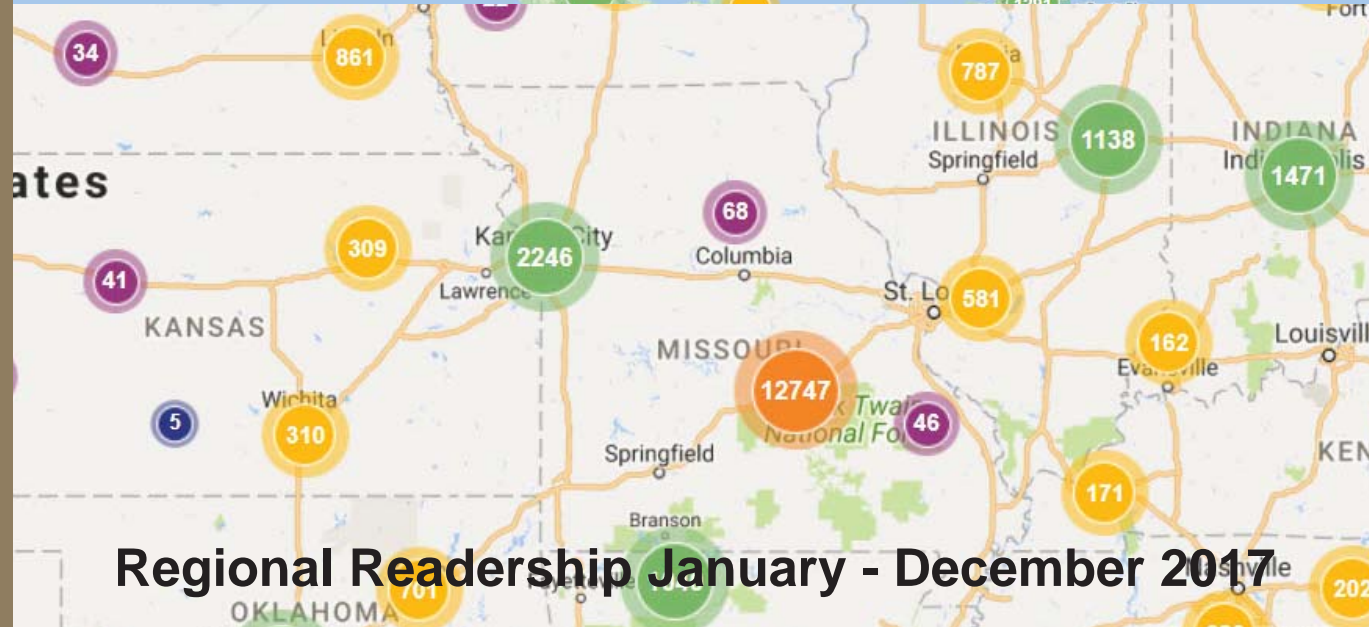 34
861
787
ILLINOIS
Springfield
1138
INDIANA
1471
ates
68
Columbia
309
2246
Lawrence
41
KANSAS
St. Lo
581
MISSOURI
162
Louisvill
12747
National Fo
46
Wichita
310
5
Springfield
171
KEN
Branson
Regional Readership January - December 2017
701
Nashville
202
OKLAHOMA